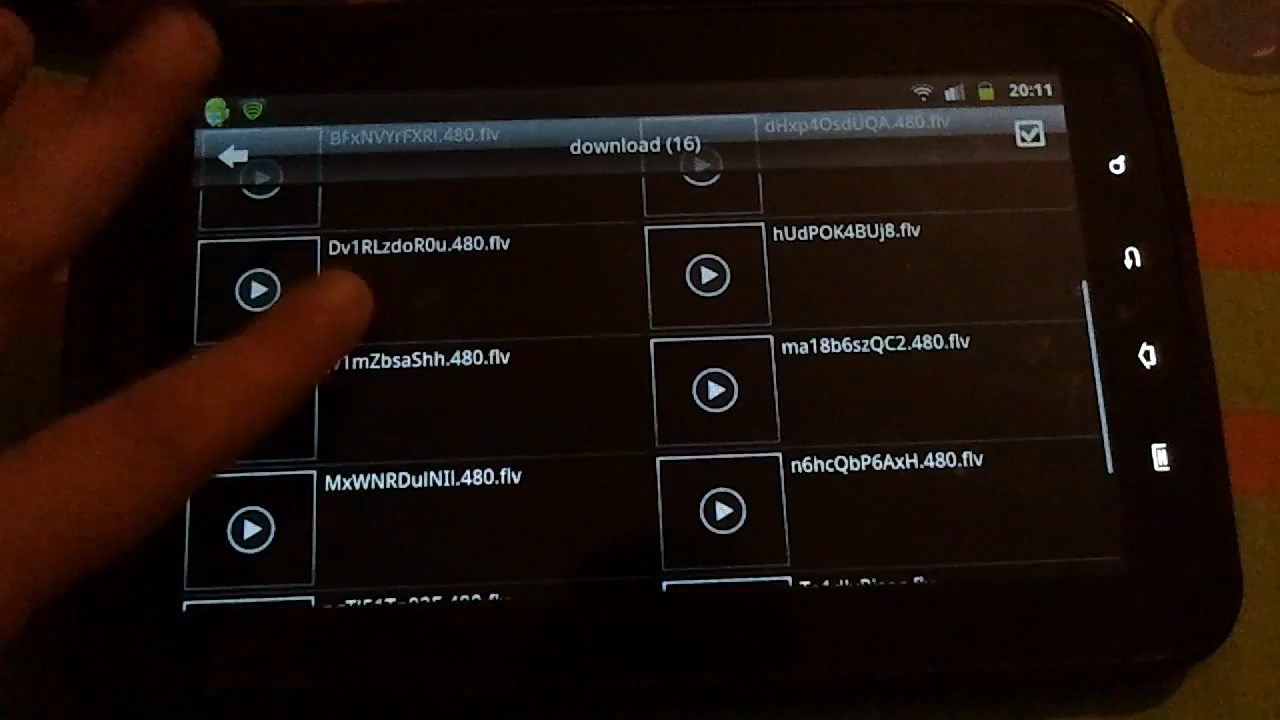 20:11
download (16)
BFxNVYrFXRI.480.flv
dHxp4OsdUQA.480.flv
Dv1RLzdoR0u.480.flv
hUdPOK4BUj8.flv
ma18b6szQC2.480.flv
MxWNRDuINIl.480.flv
n6hcQbP6AxH.480.flv